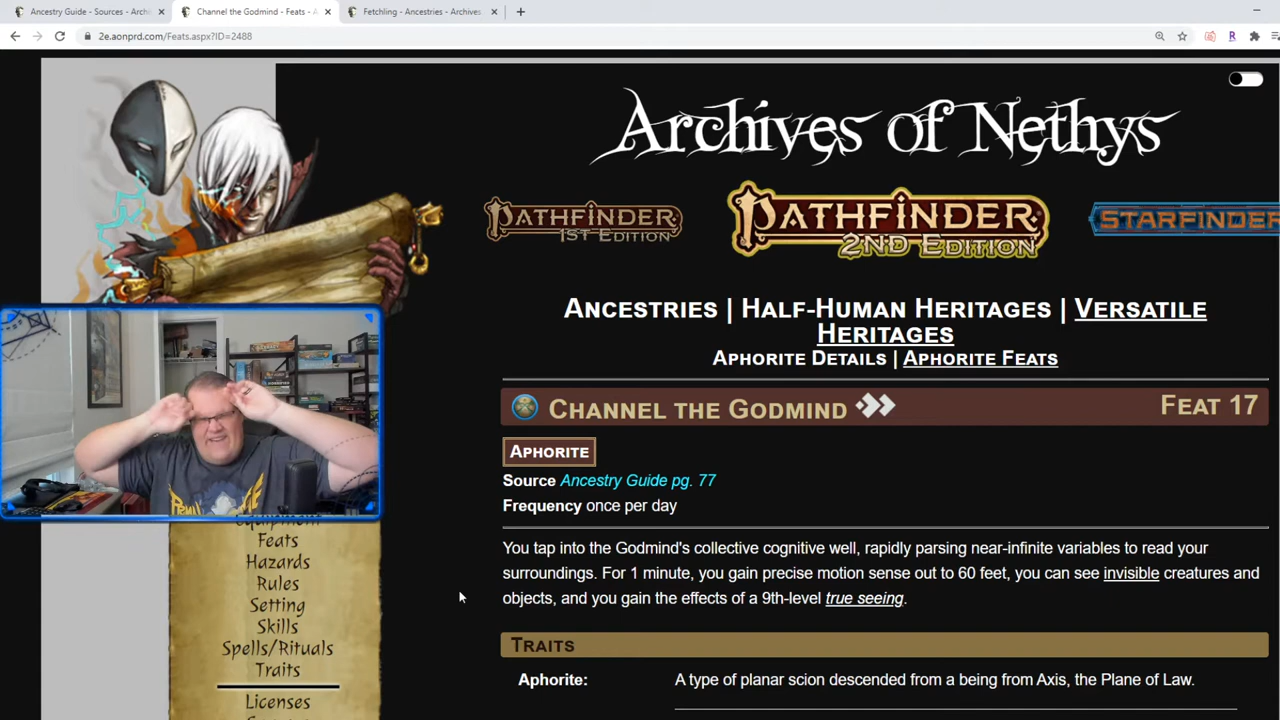 Ancestry Guide - Sources - Archi
Channel the Godmind - Feats - A
Fetchling - Ancestries - Archives
2e.aonprd.com/Feats.aspx?ID=2488
Archives of Nethys
PATHFINDER
1ST EDITION
PATHFINDER
2ND EDITION
STARFINDER
ANCESTRIES | HALF-HUMAN HERITAGES | VERSATILE
HERITAGES
APHORITE DETAILS | APHORITE FEATS
CHANNEL THE GODMIND
FEAT 17
APHORITE
Source Ancestry Guide pg. 77
Frequency once per day
You tap into the Godmind's collective cognitive well, rapidly parsing near-infinite variables to read your
surroundings. For 1 minute, you gain precise motion sense out to 60 feet, you can see invisible creatures and
objects, and you gain the effects of a 9th-level true seeing.
TRAITS
Aphorite: A type of planar scion descended from a being from Axis, the Plane of Law.
Equipment
Feats
Hazards
Rules
Setting
Skills
Spells/Rituals
Traits
Licenses